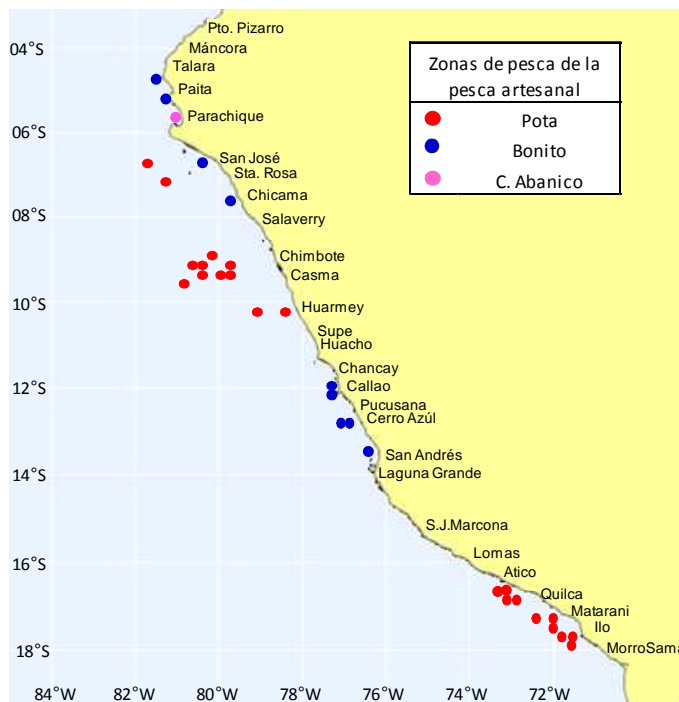 Pto. Pizarro
04°S
Máncora
Talara
Zonas de pesca de la
pesca artesanal
Paita
Parachique
Pota
06°S
Bonito
San José
Sta. Rosa
C. Abanico
Chicama
08°S
Salaverry
Chimbote
Casma
10°S
Huarmey
Supe
Huacho
Chancay
12°S
Callao
Pucusana
Cerro Azúl
San Andrés
14°S
Laguna Grande
S.J.Marcona
Lomas
16°S
Atico
Quilca
Matarani
Ilo
18°S
MorroSama
84°W 82°W 80°W 78°W 76°W 74°W 72°W